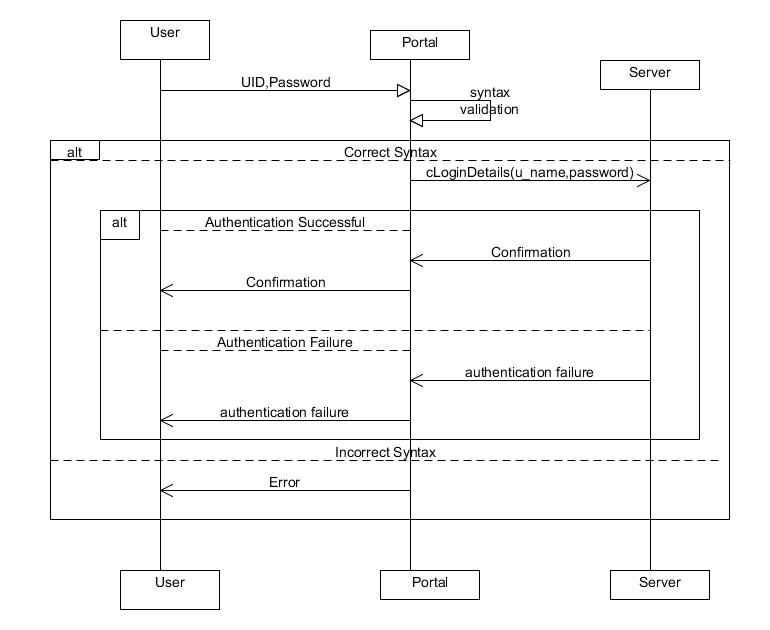 User
Portal
Server
UID,Password
syntax
validation
alt
Correct Syntax
cLoginDetails(u_name,password)
alt
Authentication Successful
Confirmation
Confirmation
Authentication Failure
authentication failure
authentication failure
Incorrect Syntax
Error
User
Portal
Server